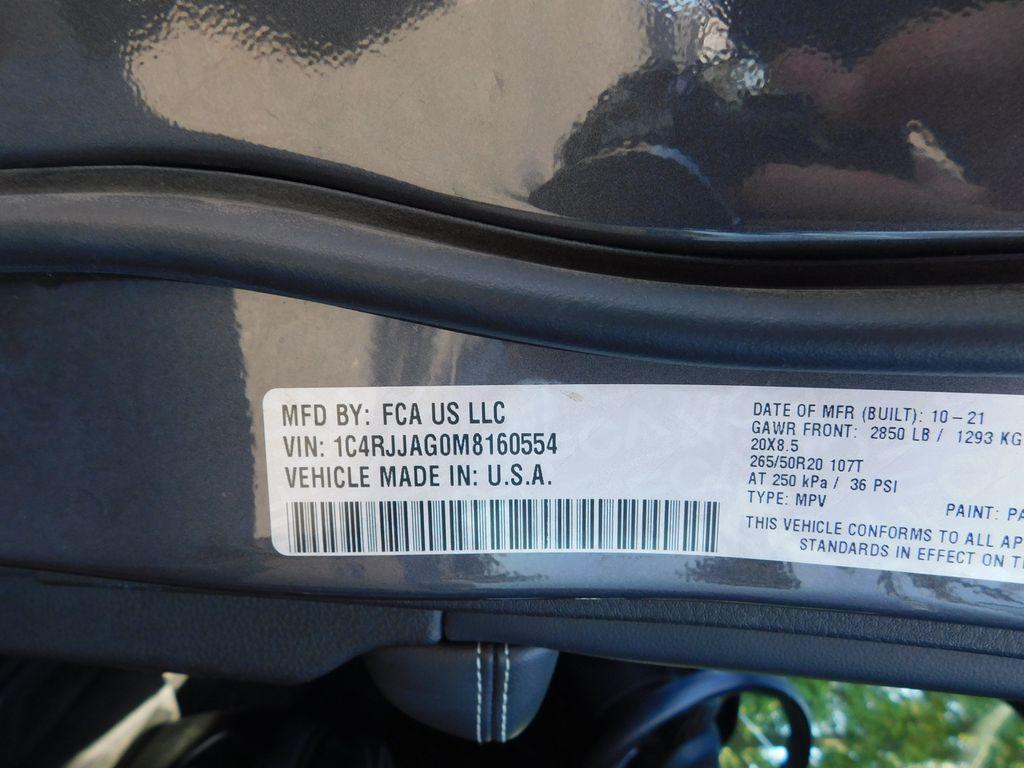 MFD BY: FCA US LLC
VIN: 1C4RJJAG0M8160554
VEHICLE MADE IN: U.S.A.
DATE OF MFR (BUILT): 10-21
GAWR FRONT: 2850 LB / 1293 KG
20X8.5
265/50R20 107T
AT 250 kPa / 36 PSI
TYPE: MPV
PAINT: PA
THIS VEHICLE CONFORMS TO ALL AP
STANDARDS IN EFFECT ON